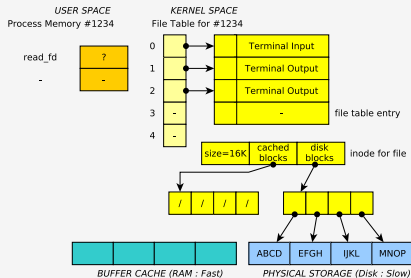 USER SPACE
KERNEL SPACE
Process Memory #1234
File Table for #1234
read_fd ? 0 Terminal Input
- - 1 Terminal Output
2 Terminal Output
3 - - file table entry
4 -
size=16K cached blocks disk blocks inode for file
/ / / /
ABCD EFGH IJKL MNOP
BUFFER CACHE (RAM : Fast)
PHYSICAL STORAGE (Disk : Slow)